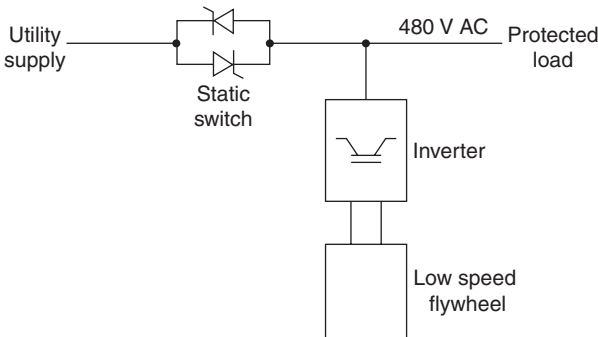 Utility
supply
Static
switch
480 V AC
Protected
load
Inverter
Low speed
flywheel